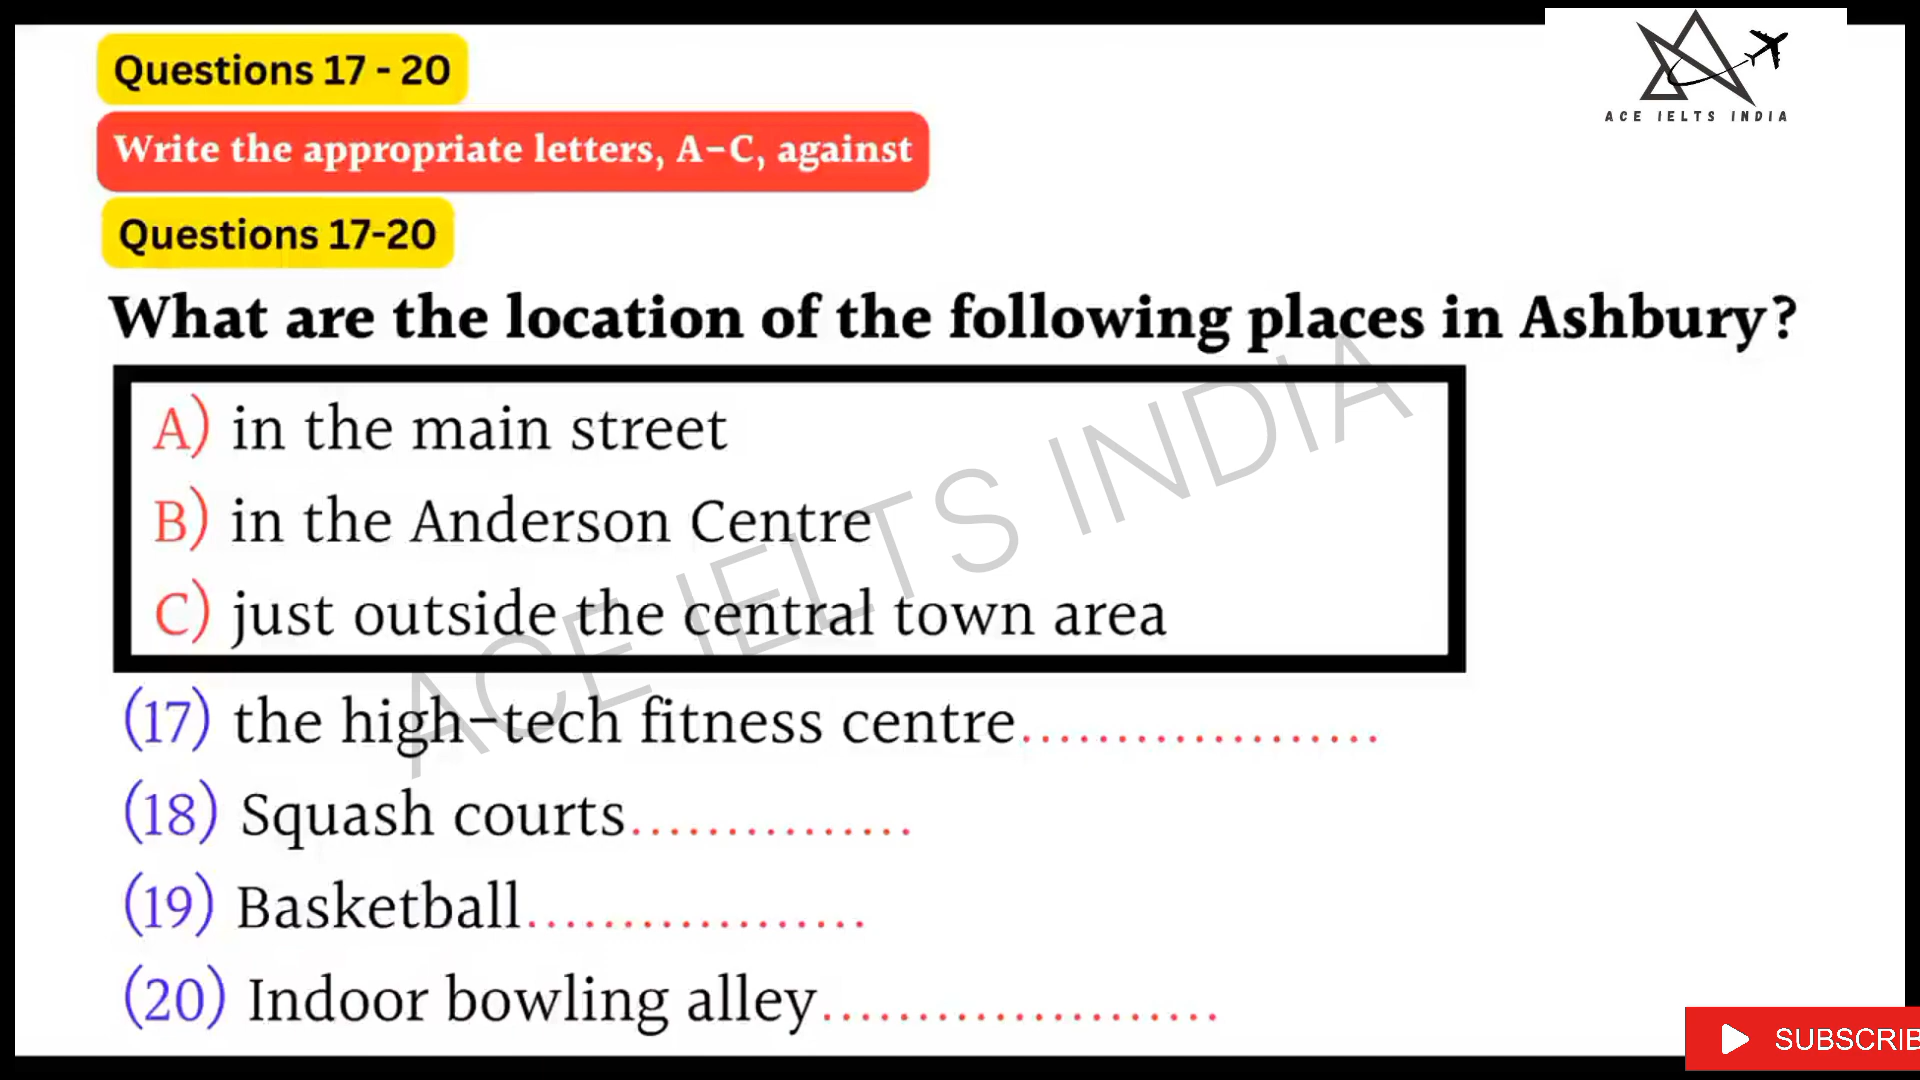 Questions 17 - 20
ACE IELTS INDIA
Write the appropriate letters, A-C, against
Questions 17-20
What are the location of the following places in Ashbury?
A) in the main street
B) in the Anderson Centre
C) just outside the central town area
ACE IELTS INDIA
(17) the high-tech fitness centre...................
(18) Squash courts...............
(19) Basketball..................
(20) Indoor bowling alley.....................
SUBSCRIB